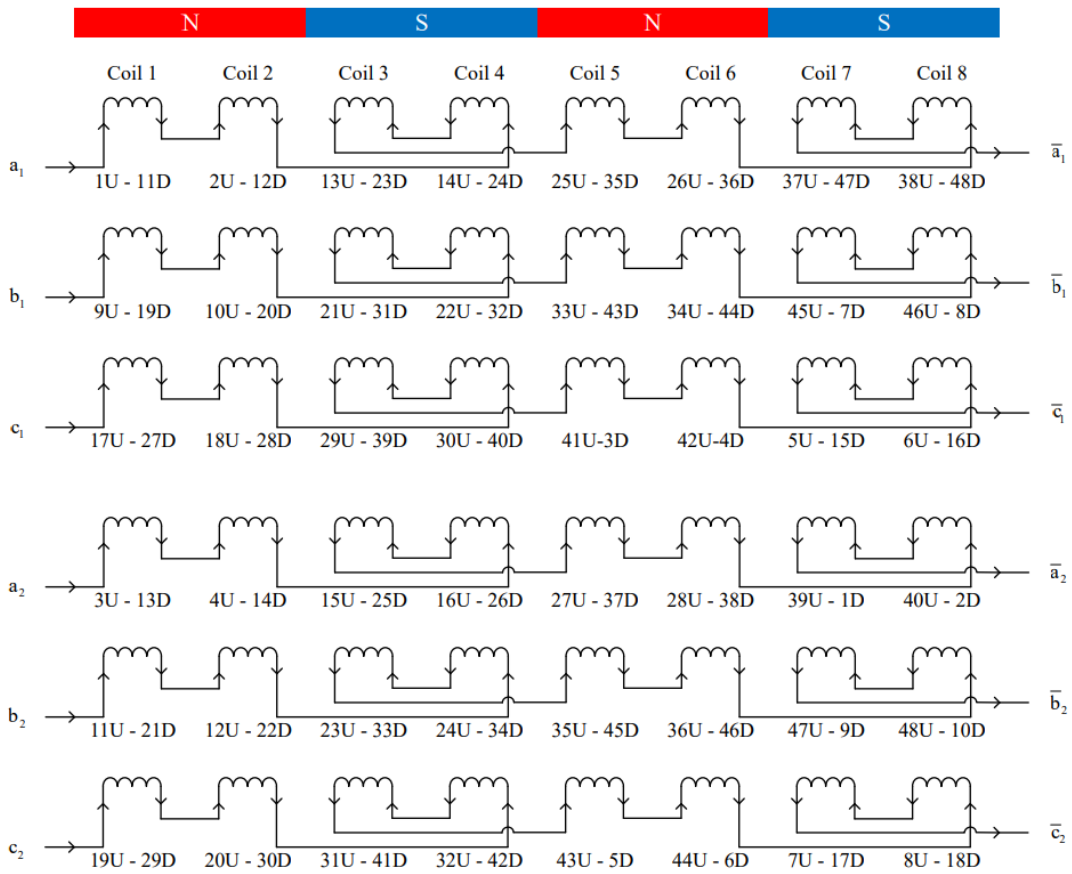 N S N S
Coil 1 Coil 2 Coil 3 Coil 4 Coil 5 Coil 6 Coil 7 Coil 8
a₁ a̅₁
1U - 11D 2U - 12D 13U - 23D 14U - 24D 25U - 35D 26U - 36D 37U - 47D 38U - 48D
b₁ b̅₁
9U - 19D 10U - 20D 21U - 31D 22U - 32D 33U - 43D 34U - 44D 45U - 7D 46U - 8D
c₁ c̅₁
17U - 27D 18U - 28D 29U - 39D 30U - 40D 41U-3D 42U-4D 5U - 15D 6U - 16D
a₂ a̅₂
3U - 13D 4U - 14D 15U - 25D 16U - 26D 27U - 37D 28U - 38D 39U - 1D 40U - 2D
b₂ b̅₂
11U - 21D 12U - 22D 23U - 33D 24U - 34D 35U - 45D 36U - 46D 47U - 9D 48U - 10D
c₂ c̅₂
19U - 29D 20U - 30D 31U - 41D 32U - 42D 43U - 5D 44U - 6D 7U - 17D 8U - 18D